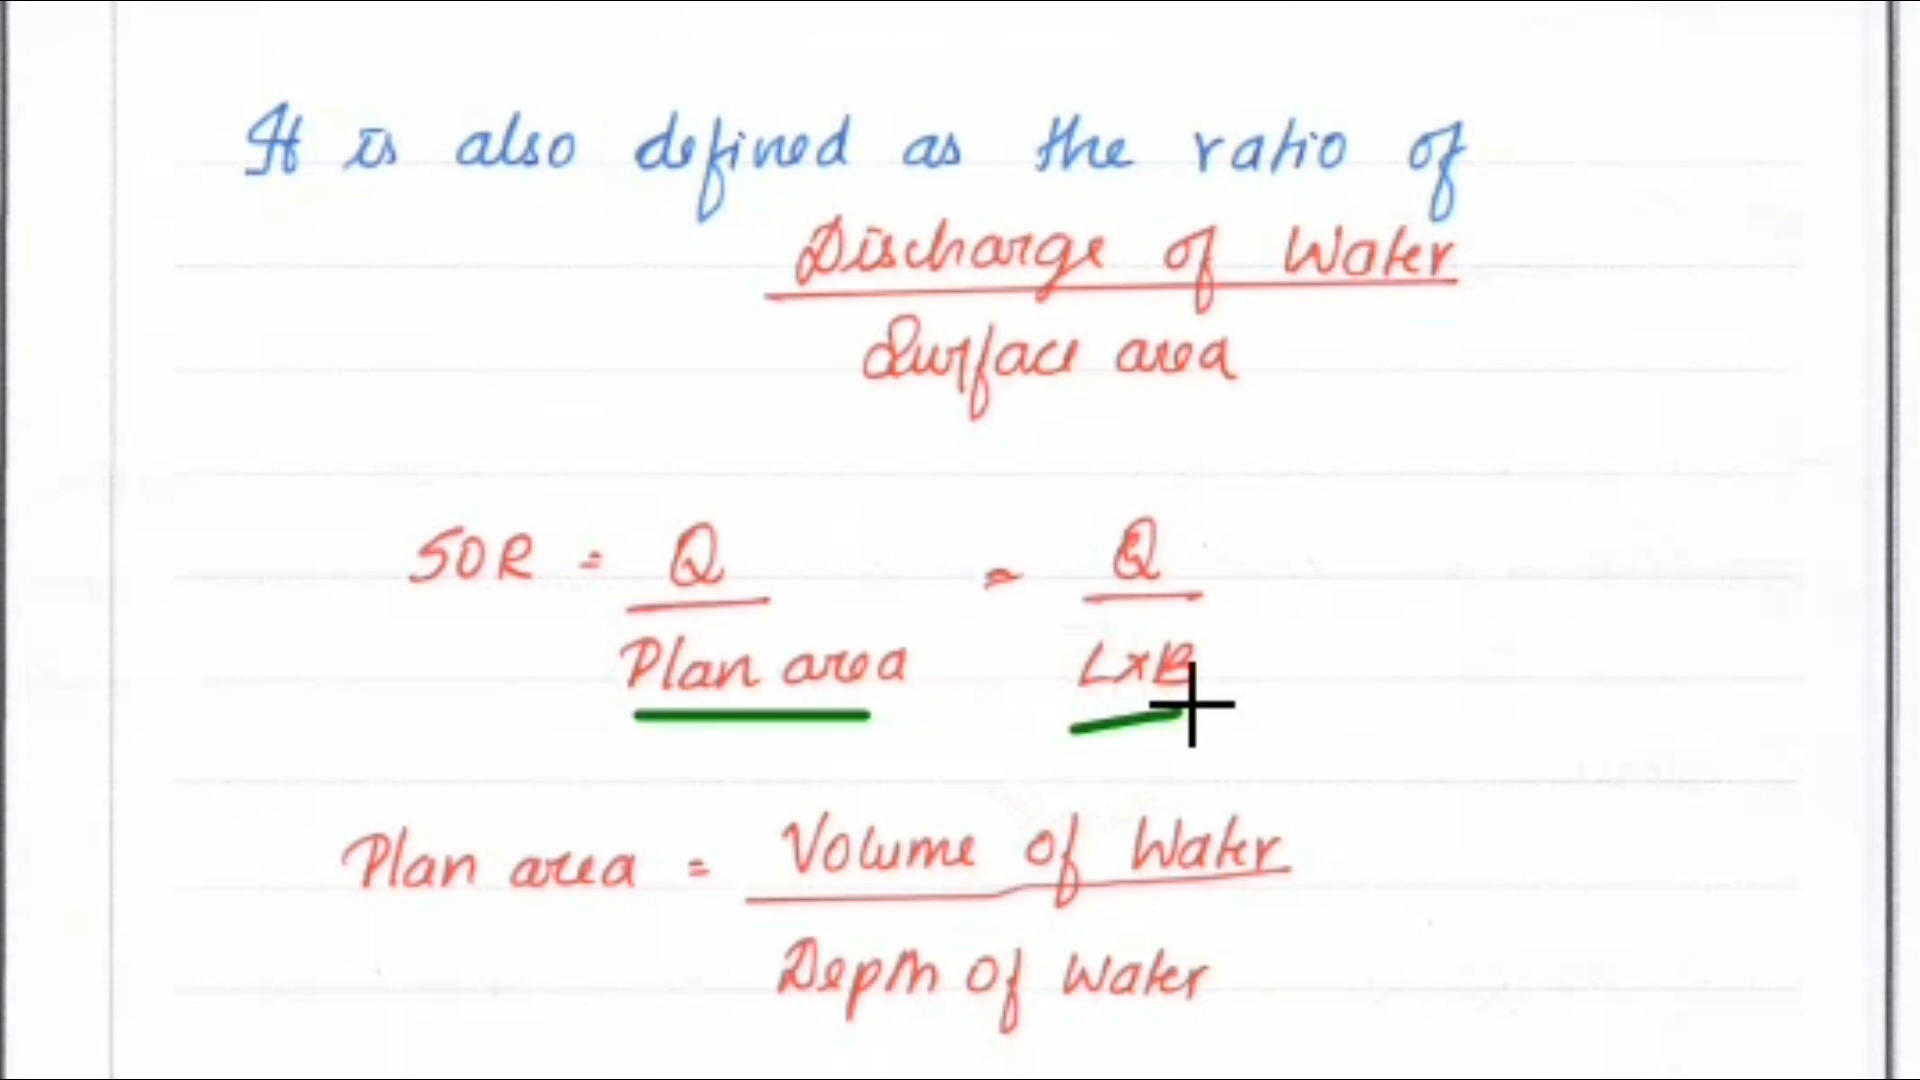 It is also defined as the ratio of
Discharge of Water
Surface area
SOR = Q = Q
Plan area L×B
Plan area = Volume of Water
Depth of Water